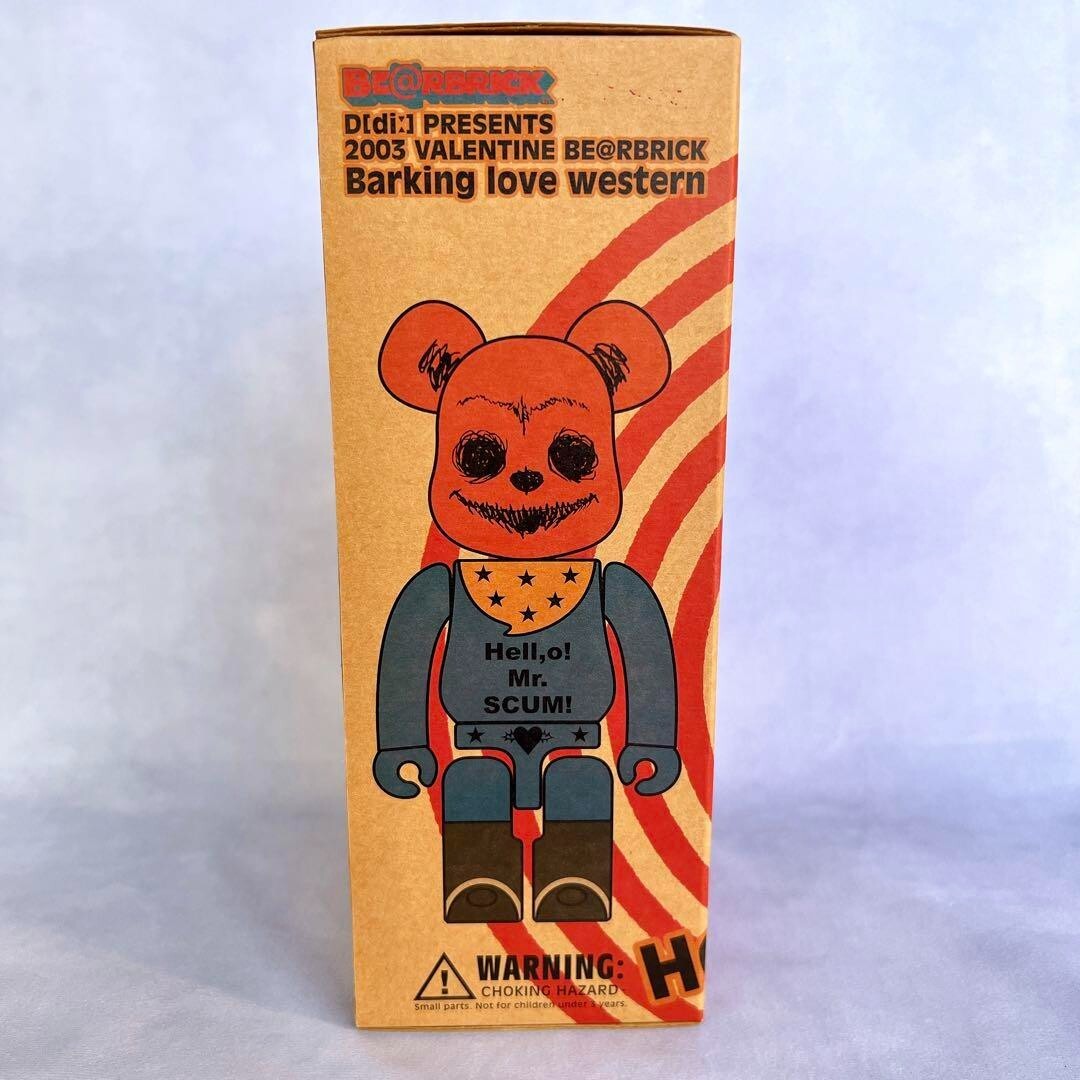 BE@RBRICK
D[di:] PRESENTS
2003 VALENTINE BE@RBRICK
Barking love western
Hell,o!
Mr.
SCUM!
WARNING:
CHOKING HAZARD-
Small parts. Not for children under 3 years.